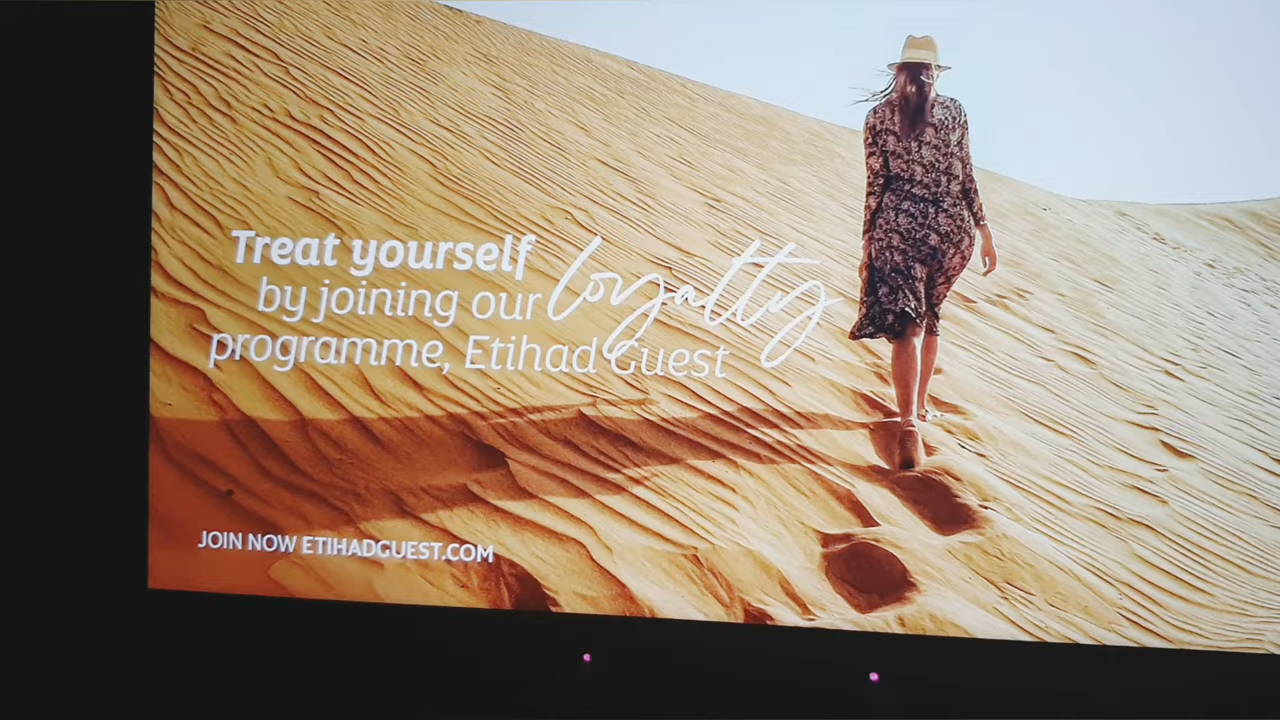 Treat yourself
by joining our loyalty
programme, Etihad Guest
JOIN NOW ETIHADGUEST.COM